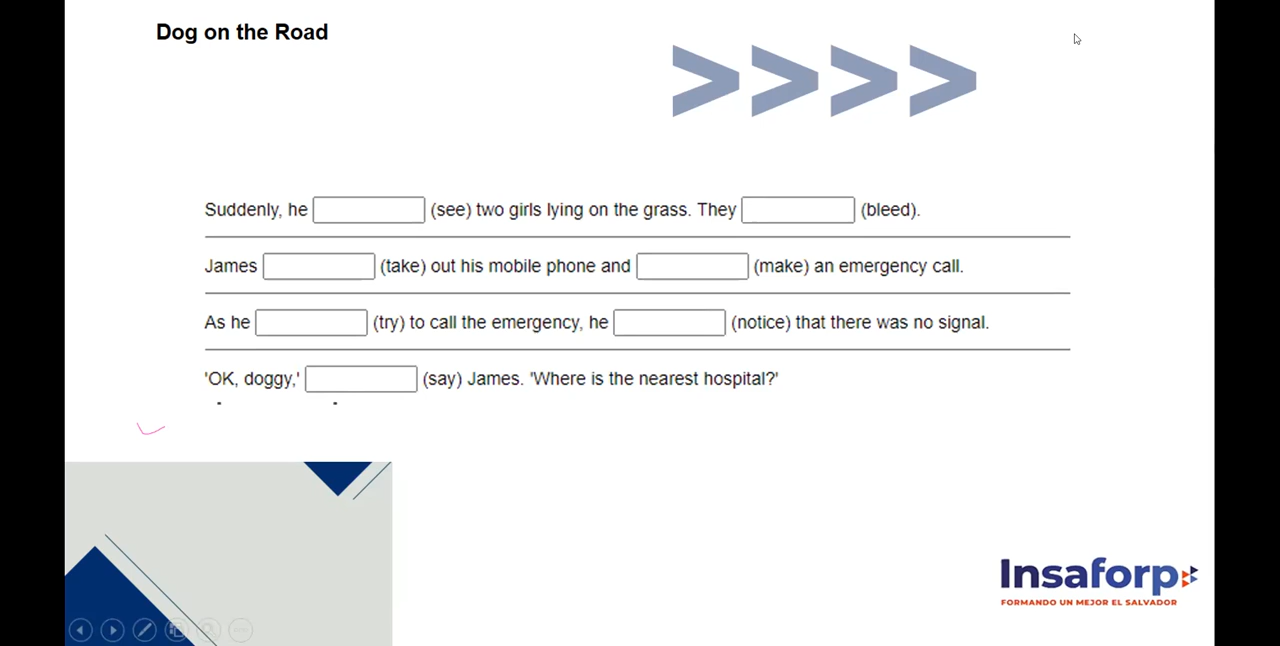 Dog on the Road
Suddenly, he (see) two girls lying on the grass. They (bleed).
James (take) out his mobile phone and (make) an emergency call.
As he (try) to call the emergency, he (notice) that there was no signal.
'OK, doggy,' (say) James. 'Where is the nearest hospital?'
Insaforp
FORMANDO UN MEJOR EL SALVADOR